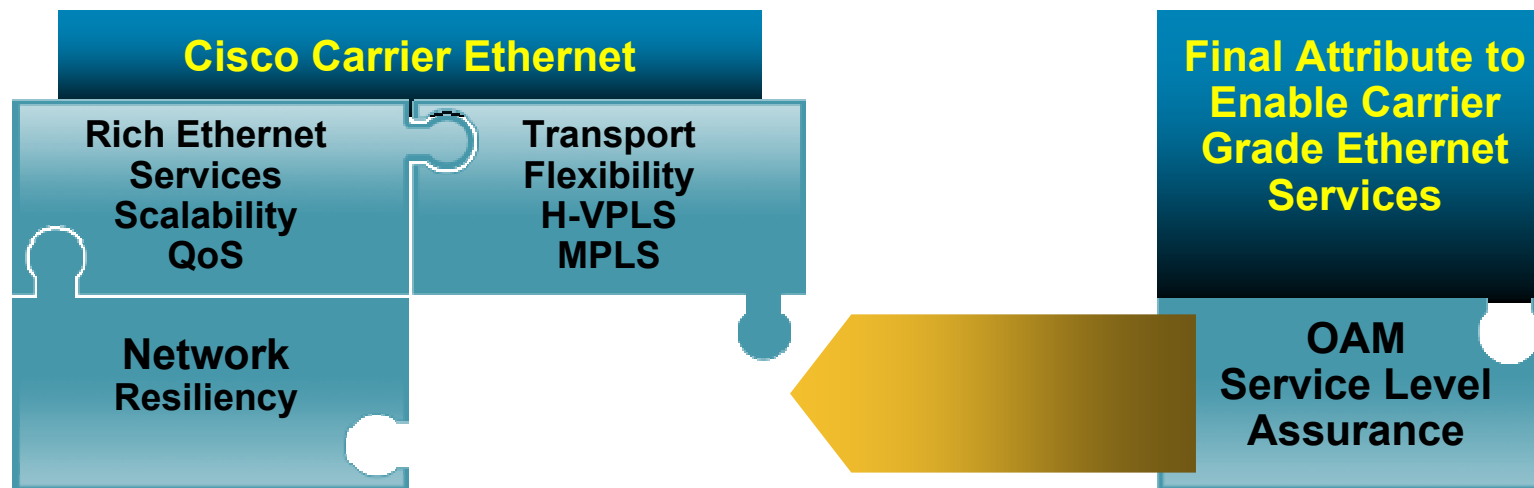 Cisco Carrier Ethernet
Rich Ethernet
Services
Scalability
QoS
Transport
Flexibility
H-VPLS
MPLS
Network
Resiliency
Final Attribute to
Enable Carrier
Grade Ethernet
Services
OAM
Service Level
Assurance